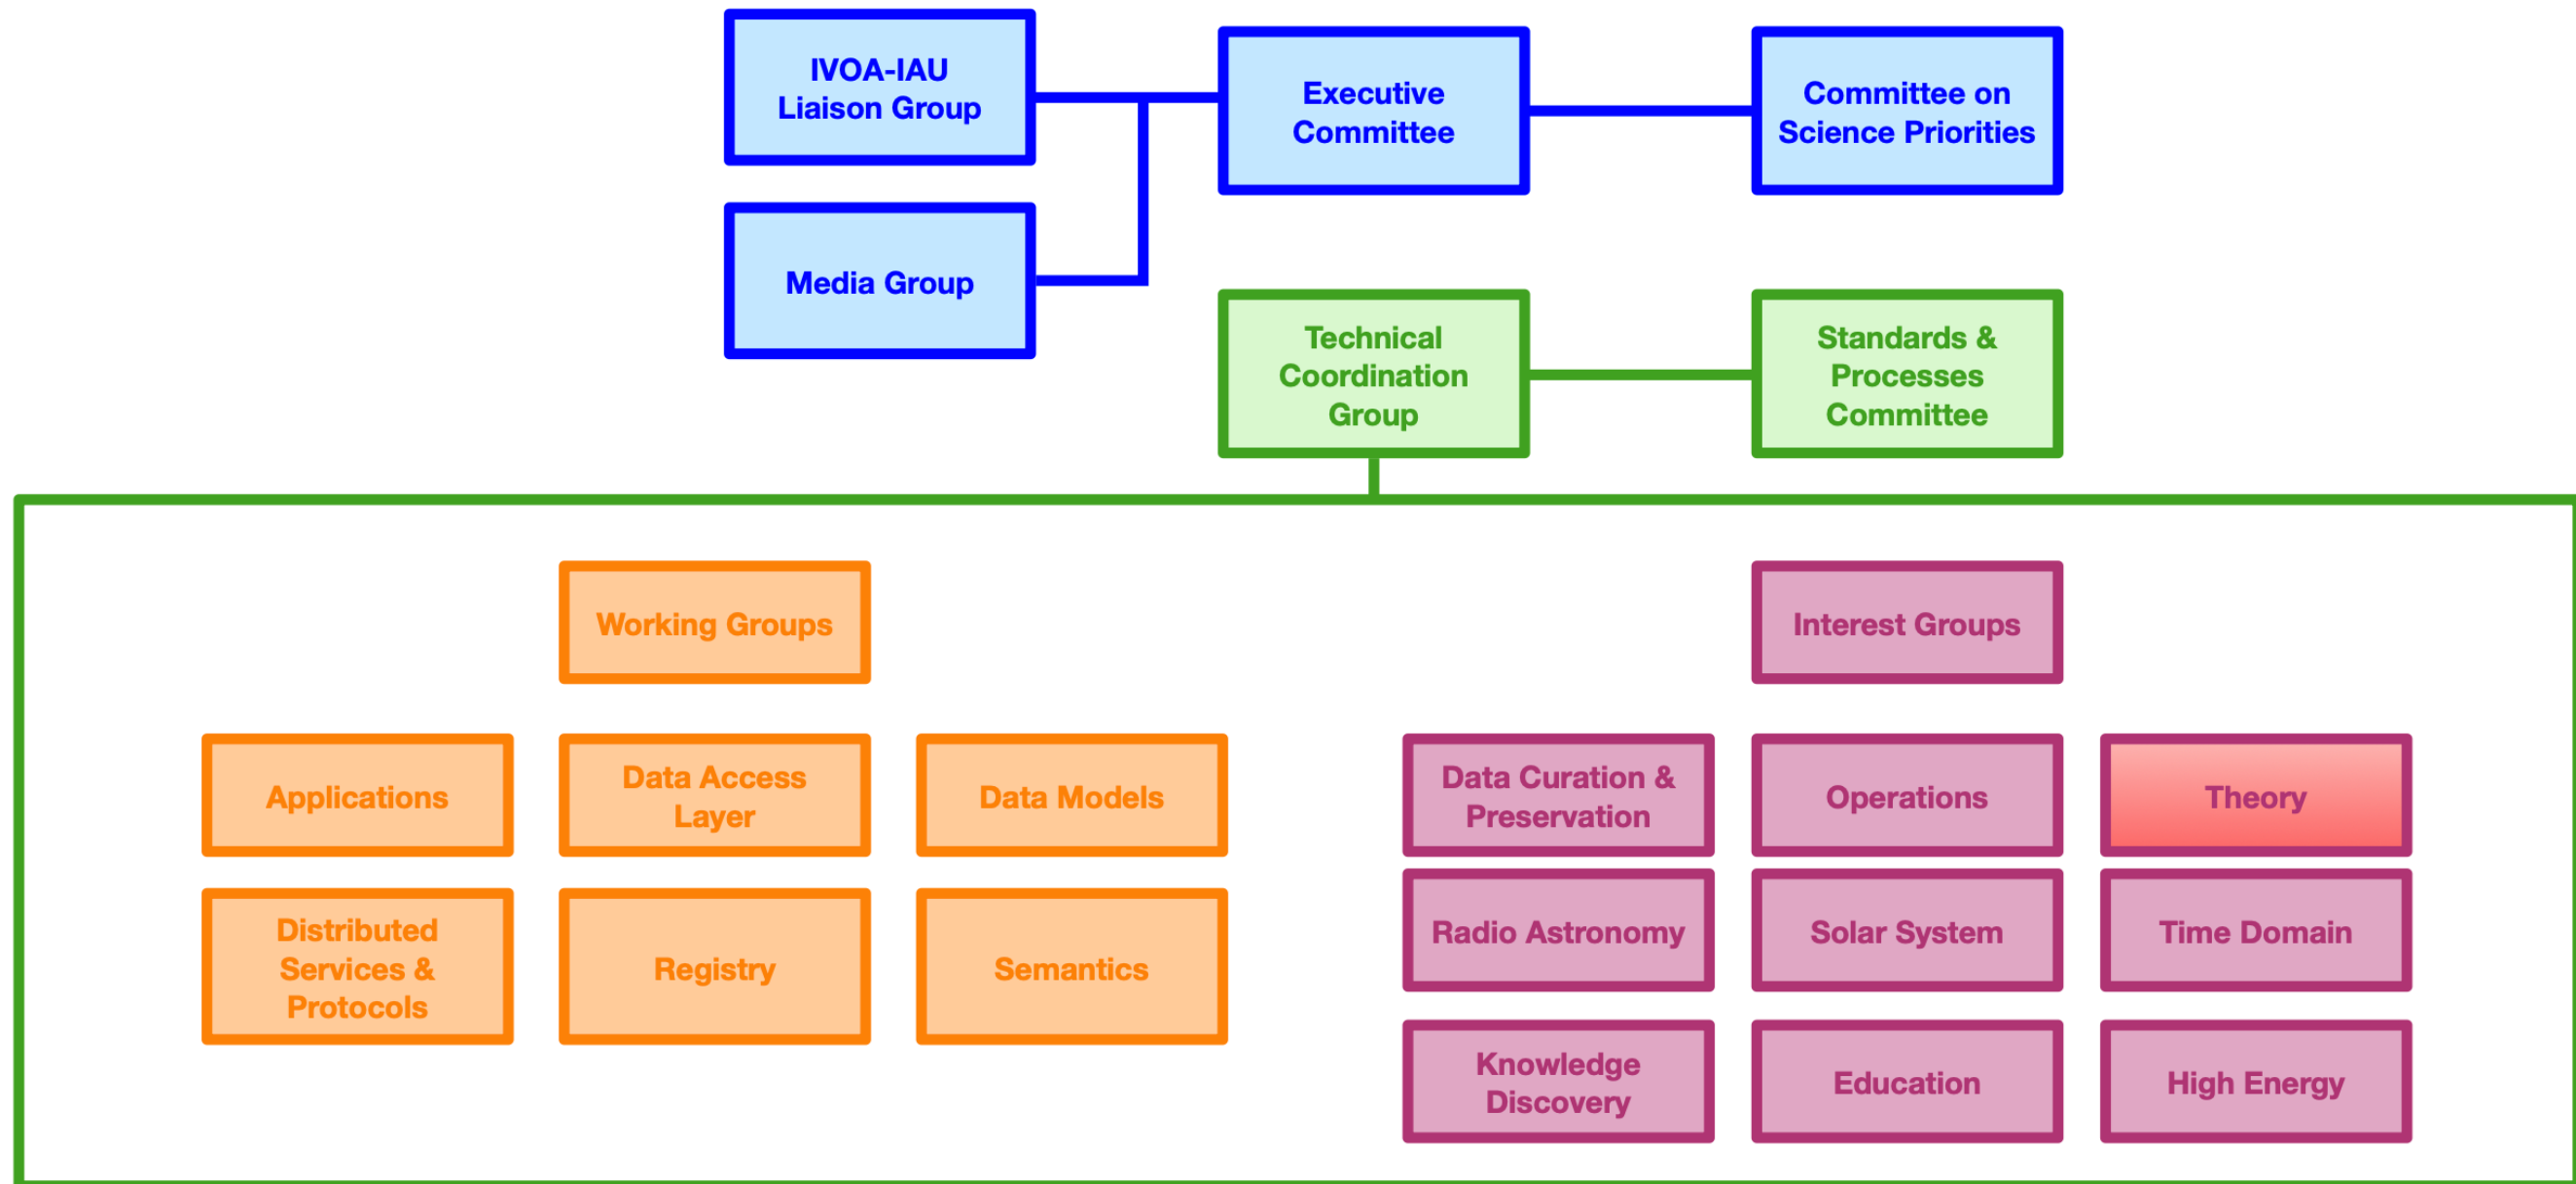 IVOA-IAU
Liaison Group
Executive
Committee
Committee on
Science Priorities
Media Group
Technical
Coordination
Group
Standards &
Processes
Committee
Working Groups
Interest Groups
Applications
Data Access
Layer
Data Models
Data Curation &
Preservation
Operations
Theory
Distributed
Services &
Protocols
Registry
Semantics
Radio Astronomy
Solar System
Time Domain
Knowledge
Discovery
Education
High Energy